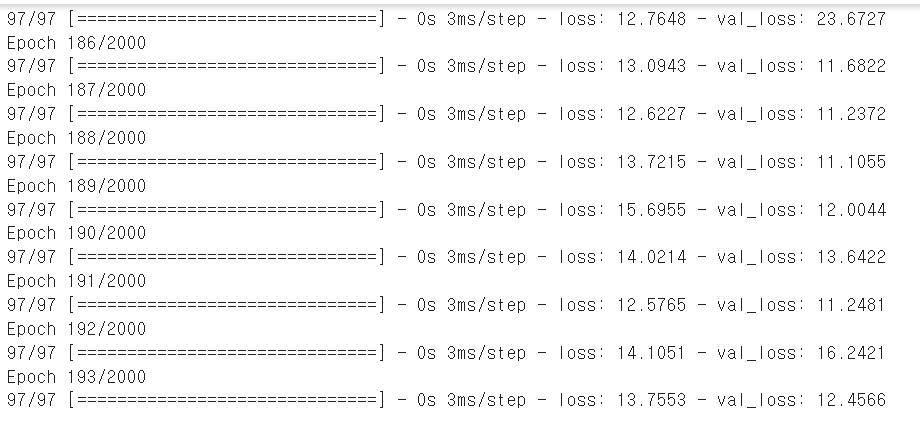 97/97 [==============================] - 0s 3ms/step - loss: 12.7648 - val_loss: 23.6727
Epoch 186/2000
97/97 [==============================] - 0s 3ms/step - loss: 13.0943 - val_loss: 11.6822
Epoch 187/2000
97/97 [==============================] - 0s 3ms/step - loss: 12.6227 - val_loss: 11.2372
Epoch 188/2000
97/97 [==============================] - 0s 3ms/step - loss: 13.7215 - val_loss: 11.1055
Epoch 189/2000
97/97 [==============================] - 0s 3ms/step - loss: 15.6955 - val_loss: 12.0044
Epoch 190/2000
97/97 [==============================] - 0s 3ms/step - loss: 14.0214 - val_loss: 13.6422
Epoch 191/2000
97/97 [==============================] - 0s 3ms/step - loss: 12.5765 - val_loss: 11.2481
Epoch 192/2000
97/97 [==============================] - 0s 3ms/step - loss: 14.1051 - val_loss: 16.2421
Epoch 193/2000
97/97 [==============================] - 0s 3ms/step - loss: 13.7553 - val_loss: 12.4566